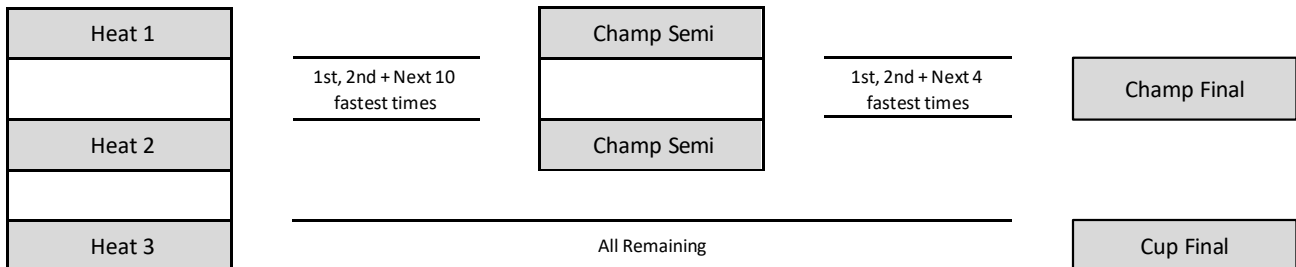 Heat 1
Champ Semi
1st, 2nd + Next 10
fastest times
1st, 2nd + Next 4
fastest times
Champ Final
Heat 2
Champ Semi
Heat 3
All Remaining
Cup Final